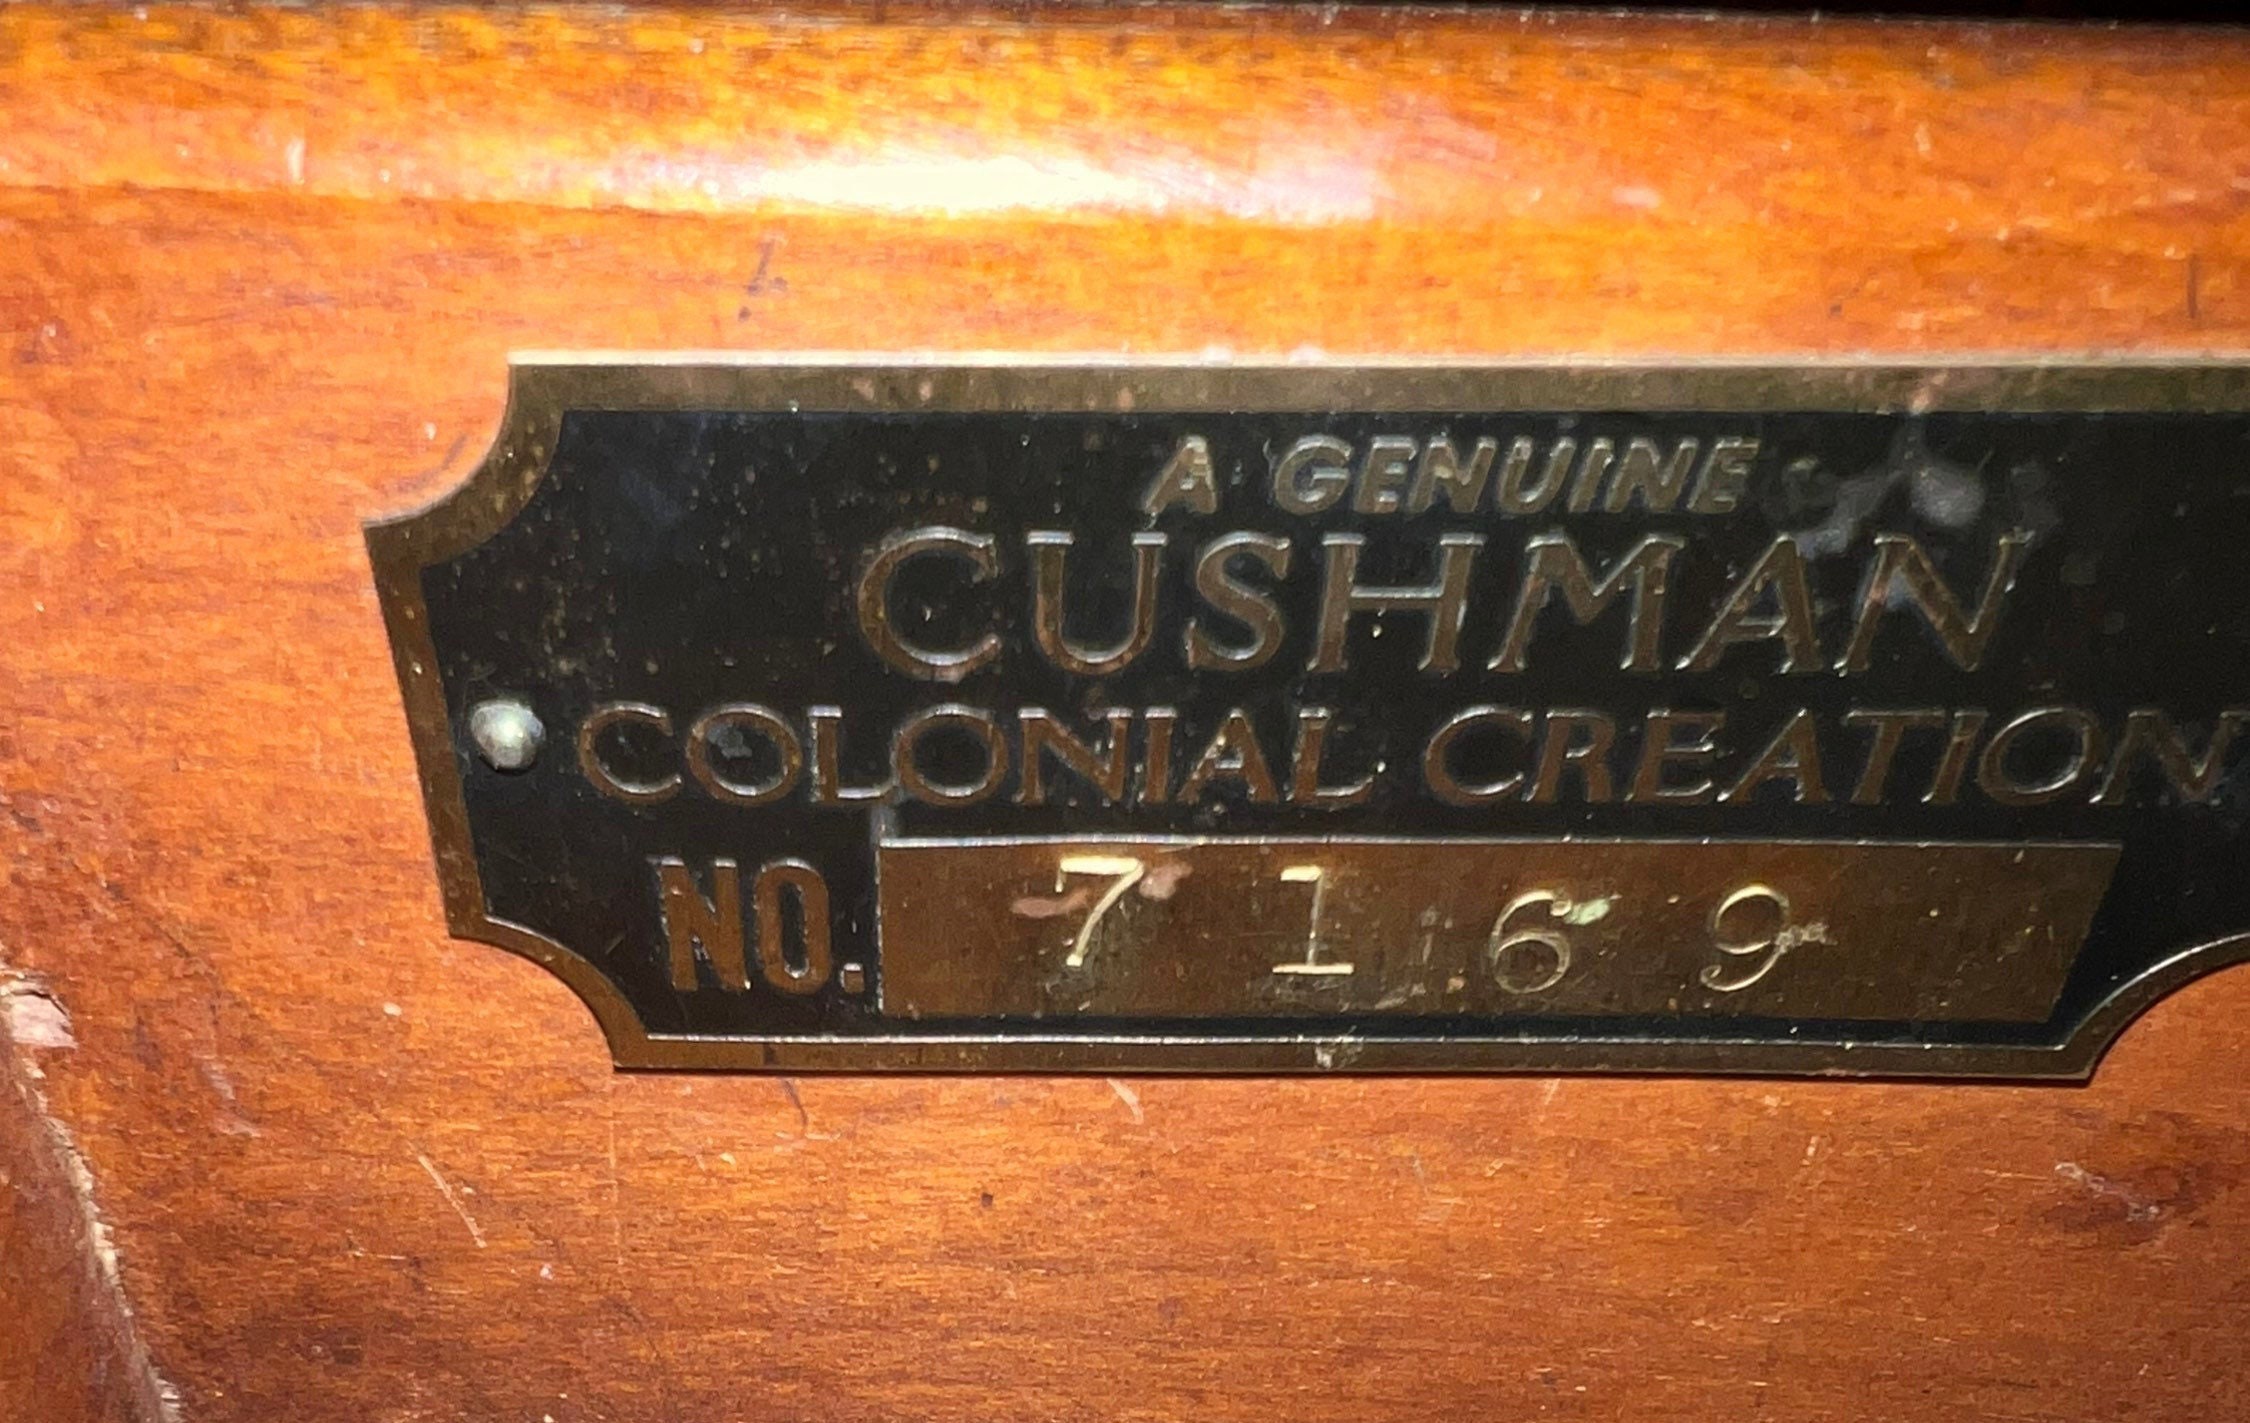 A GENUINE
CUSHMAN
COLONIAL CREATION
NO. 7169